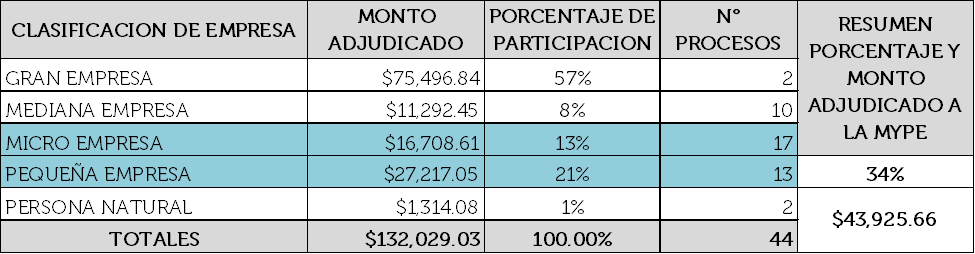 CLASIFICACION DE EMPRESA MONTO ADJUDICADO PORCENTAJE DE PARTICIPACION N° PROCESOS RESUMEN PORCENTAJE Y MONTO ADJUDICADO A LA MYPE
GRAN EMPRESA $75,496.84 57% 2
MEDIANA EMPRESA $11,292.45 8% 10
MICRO EMPRESA $16,708.61 13% 17
PEQUEÑA EMPRESA $27,217.05 21% 13 34%
PERSONA NATURAL $1,314.08 1% 2 $43,925.66
TOTALES $132,029.03 100.00% 44